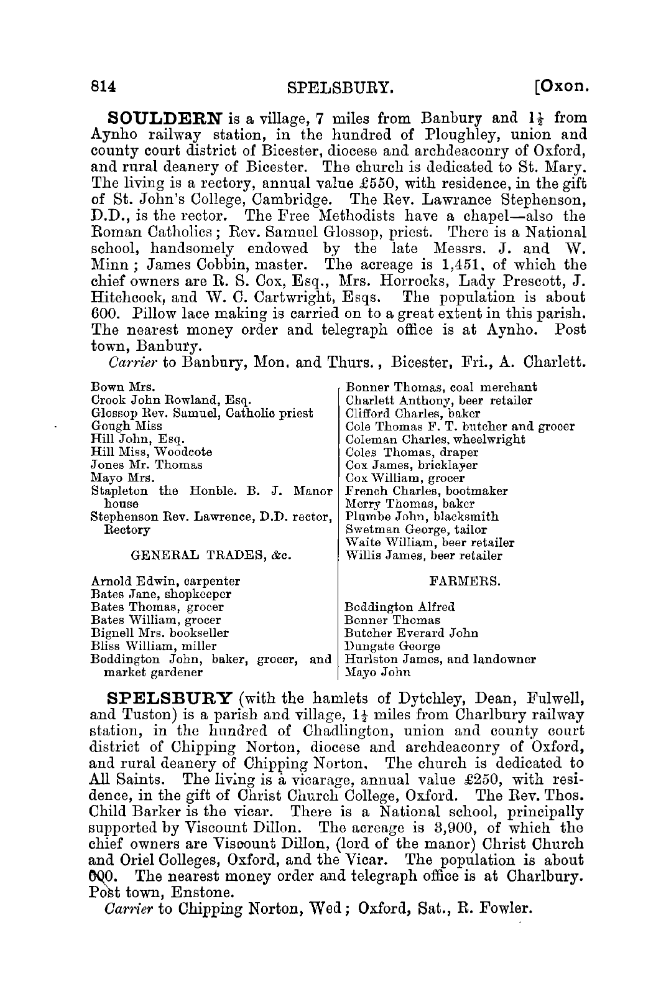 814 SPELSBURY. [Oxon.
SOULDERN is a village, 7 miles from Banbury and 1½ from
Aynho railway station, in the hundred of Ploughley, union and
county court district of Bicester, diocese and archdeaconry of Oxford,
and rural deanery of Bicester. The church is dedicated to St. Mary.
The living is a rectory, annual value £550, with residence, in the gift
of St. John's College, Cambridge. The Rev. Lawrance Stephenson,
D.D., is the rector. The Free Methodists have a chapel—also the
Roman Catholics; Rev. Samuel Glossop, priest. There is a National
school, handsomely endowed by the late Messrs. J. and W.
Minn; James Cobbin, master. The acreage is 1,451, of which the
chief owners are R. S. Cox, Esq., Mrs. Horrocks, Lady Prescott, J.
Hitchcock, and W. C. Cartwright, Esqs. The population is about
600. Pillow lace making is carried on to a great extent in this parish.
The nearest money order and telegraph office is at Aynho. Post
town, Banbury.
Carrier to Banbury, Mon. and Thurs., Bicester, Fri., A. Charlett.
Bown Mrs.
Crook John Rowland, Esq.
Glossop Rev. Samuel, Catholic priest
Gough Miss
Hill John, Esq.
Hill Miss, Woodcote
Jones Mr. Thomas
Mayo Mrs.
Stapleton the Honble. B. J. Manor
house
Stephenson Rev. Lawrence, D.D. rector,
Rectory
GENERAL TRADES, &c.
Arnold Edwin, carpenter
Bates Jane, shopkeeper
Bates Thomas, grocer
Bates William, grocer
Bignell Mrs. bookseller
Bliss William, miller
Boddington John, baker, grocer, and
market gardener
Bonner Thomas, coal merchant
Charlett Anthony, beer retailer
Clifford Charles, baker
Cole Thomas F. T. butcher and grocer
Coleman Charles, wheelwright
Coles Thomas, draper
Cox James, bricklayer
Cox William, grocer
French Charles, bootmaker
Merry Thomas, baker
Plumbe John, blacksmith
Swetman George, tailor
Waite William, beer retailer
Willis James, beer retailer
FARMERS.
Boddington Alfred
Bonner Thomas
Butcher Everard John
Dungate George
Hurlston James, and landowner
Mayo John
SPELSBURY (with the hamlets of Dytchley, Dean, Fulwell,
and Tuston) is a parish and village, 1½ miles from Charlbury railway
station, in the hundred of Chadlington, union and county court
district of Chipping Norton, diocese and archdeaconry of Oxford,
and rural deanery of Chipping Norton. The church is dedicated to
All Saints. The living is a vicarage, annual value £250, with resi-
dence, in the gift of Christ Church College, Oxford. The Rev. Thos.
Child Barker is the vicar. There is a National school, principally
supported by Viscount Dillon. The acreage is 3,900, of which the
chief owners are Viscount Dillon, (lord of the manor) Christ Church
and Oriel Colleges, Oxford, and the Vicar. The population is about
The nearest money order and telegraph office is at Charlbury.
Post town, Enstone.
Carrier to Chipping Norton, Wed; Oxford, Sat., R. Fowler.